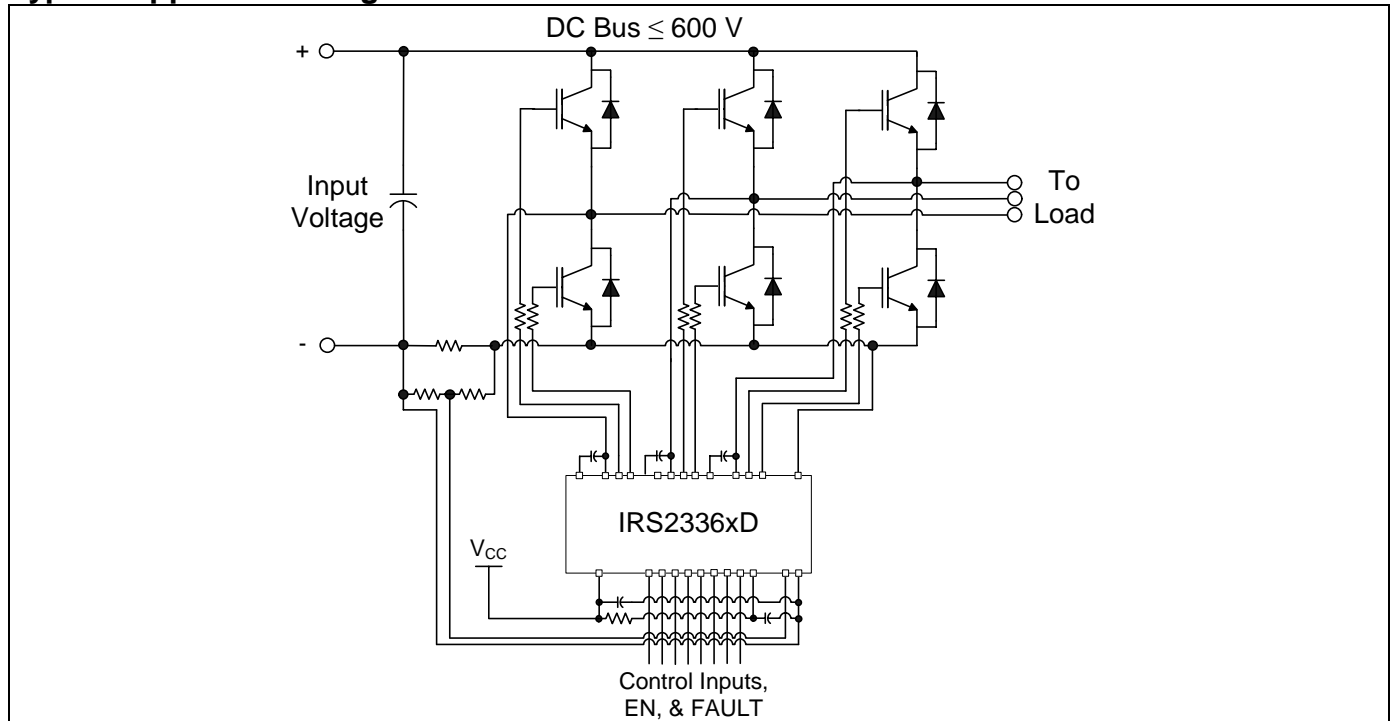 DC Bus ≤ 600 V
+
Input
Voltage
To
Load
-
IRS2336xD
VCC
Control Inputs,
EN, & FAULT